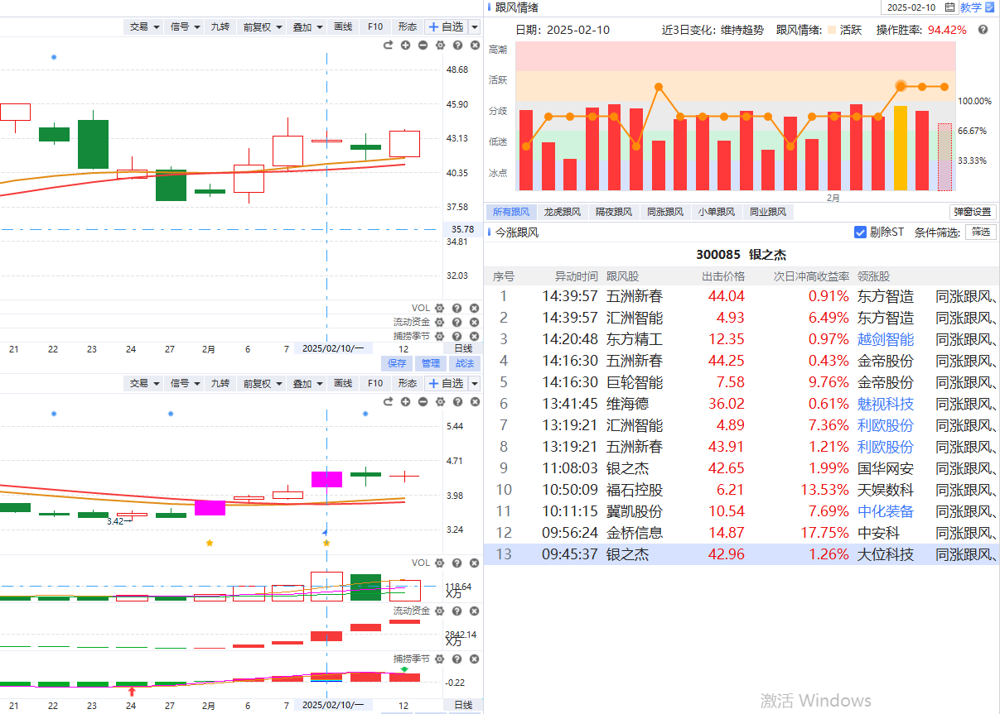 交易 信号 九转 前复权 叠加 画线 F10 形态 自选
48.68
45.90
43.13
40.35
37.58
35.78
34.81
32.03
VOL
流动资金
捕捞季节
21 22 23 24 27 2月 6 7 2025/02/10/一 12 日线
保存 管理 战法
交易 信号 九转 前复权 叠加 画线 F10 形态 自选
5.44
4.71
3.98
3.42
3.24
VOL
118.64
X万
流动资金
2842.14
X万
捕捞季节
-0.22
21 22 23 24 27 2月 6 7 2025/02/10/一 12 日线
跟风情绪 2025-02-10 教学
日期: 2025-02-10 近3日变化: 维持趋势 跟风情绪: 活跃 操作胜率: 94.42%
高潮
活跃
分歧
低迷
冰点
100.00%
66.67%
33.33%
2月
所有跟风 龙虎跟风 隔夜跟风 同涨跟风 小单跟风 同业跟风 弹窗设置
今涨跟风 剔除ST 条件筛选: 筛选
300085 银之杰
序号 异动时间 跟风股 出击价格 次日冲高收益率 领涨股
1 14:39:57 五洲新春 44.04 0.91% 东方智造 同涨跟风、
2 14:39:57 汇洲智能 4.93 6.49% 东方智造 同涨跟风、
3 14:20:48 东方精工 12.35 0.97% 越剑智能 同涨跟风、
4 14:16:30 五洲新春 44.25 0.43% 金帝股份 同涨跟风、
5 14:16:30 巨轮智能 7.58 9.76% 金帝股份 同涨跟风、
6 13:41:45 维海德 36.02 0.61% 魅视科技 同涨跟风、
7 13:19:21 汇洲智能 4.89 7.36% 利欧股份 同涨跟风、
8 13:19:21 五洲新春 43.91 1.21% 利欧股份 同涨跟风、
9 11:08:03 银之杰 42.65 1.99% 国华网安 同涨跟风、
10 10:50:09 福石控股 6.21 13.53% 天娱数科 同涨跟风、
11 10:11:15 冀凯股份 10.54 7.69% 中化装备 同涨跟风、
12 09:56:24 金桥信息 14.87 17.75% 中安科 同涨跟风、
13 09:45:37 银之杰 42.96 1.26% 大位科技 同涨跟风、
激活 Windows